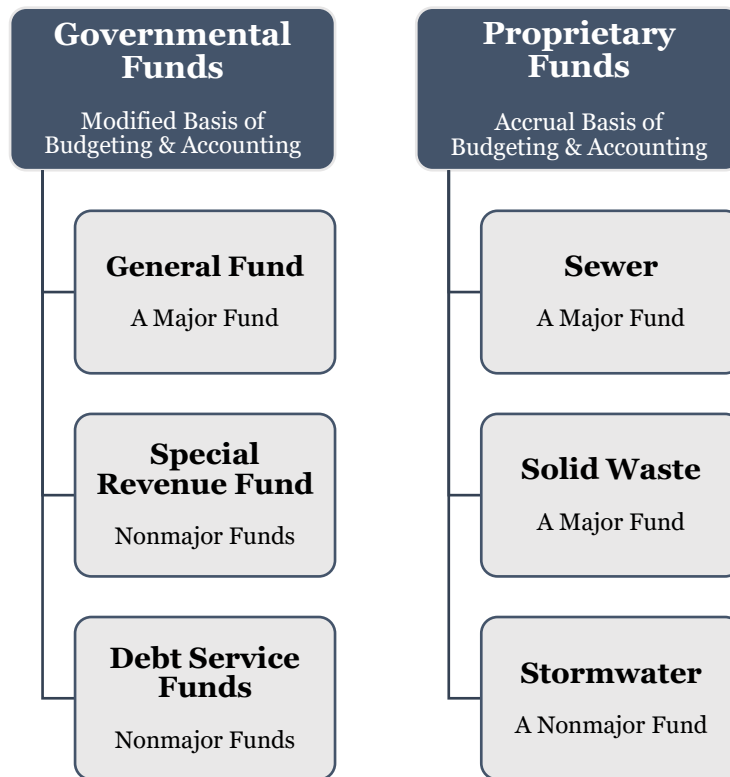 Governmental
Funds
Modified Basis of
Budgeting & Accounting
General Fund
A Major Fund
Special
Revenue Fund
Nonmajor Funds
Debt Service
Funds
Nonmajor Funds
Proprietary
Funds
Accrual Basis of
Budgeting & Accounting
Sewer
A Major Fund
Solid Waste
A Major Fund
Stormwater
A Nonmajor Fund